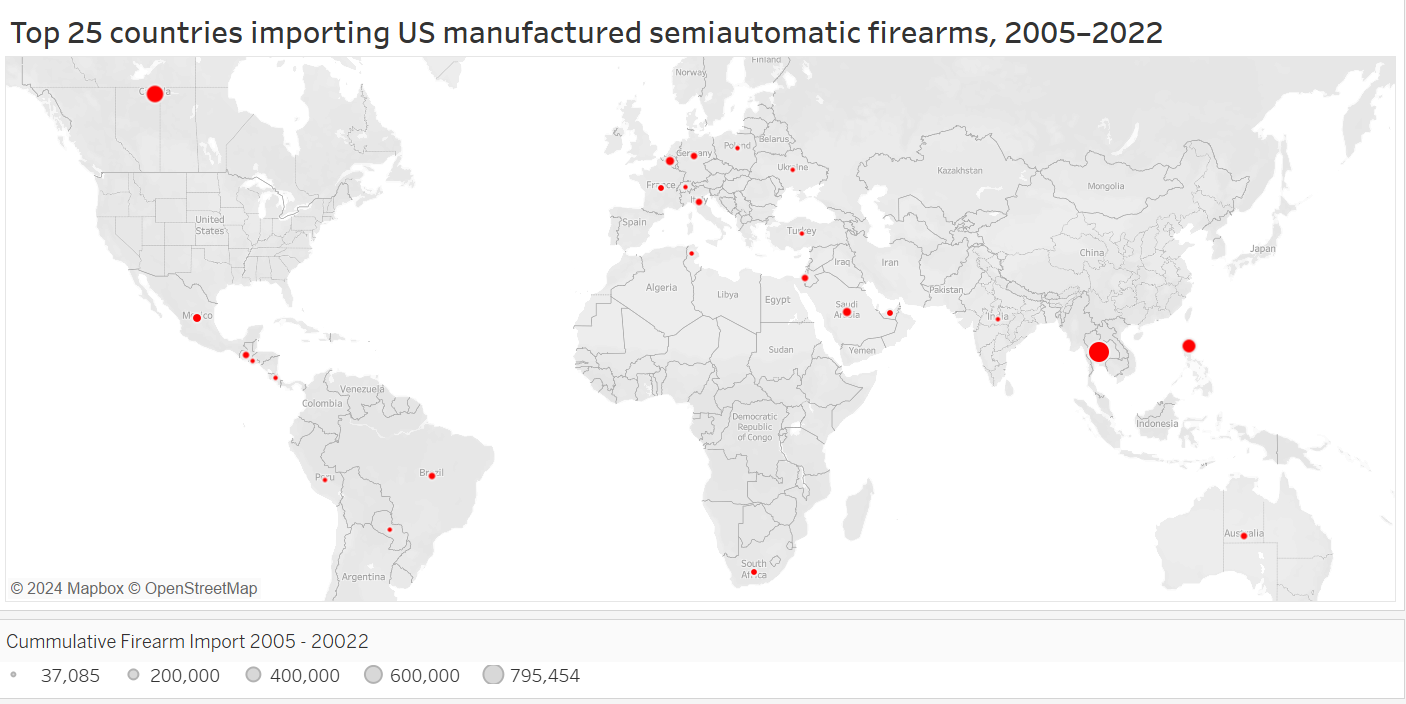 Top 25 countries importing US manufactured semiautomatic firearms, 2005–2022
Finland
Norway
Belarus
Poland
Germany
Ukraine
Kazakhstan
France
Mongolia
Italy
United
States
Spain
Turkey
Japan
China
Iraq
Iran
Algeria
Pakistan
Libya
Egypt
Saudi
Arabia
Mexico
India
Sudan
Yemen
Venezuela
Colombia
Democratic
Republic
of Congo
Indonesia
Peru
Brazil
Australia
South
Africa
Argentina
© 2024 Mapbox © OpenStreetMap
Cummulative Firearm Import 2005 - 20022
37,085 200,000 400,000 600,000 795,454